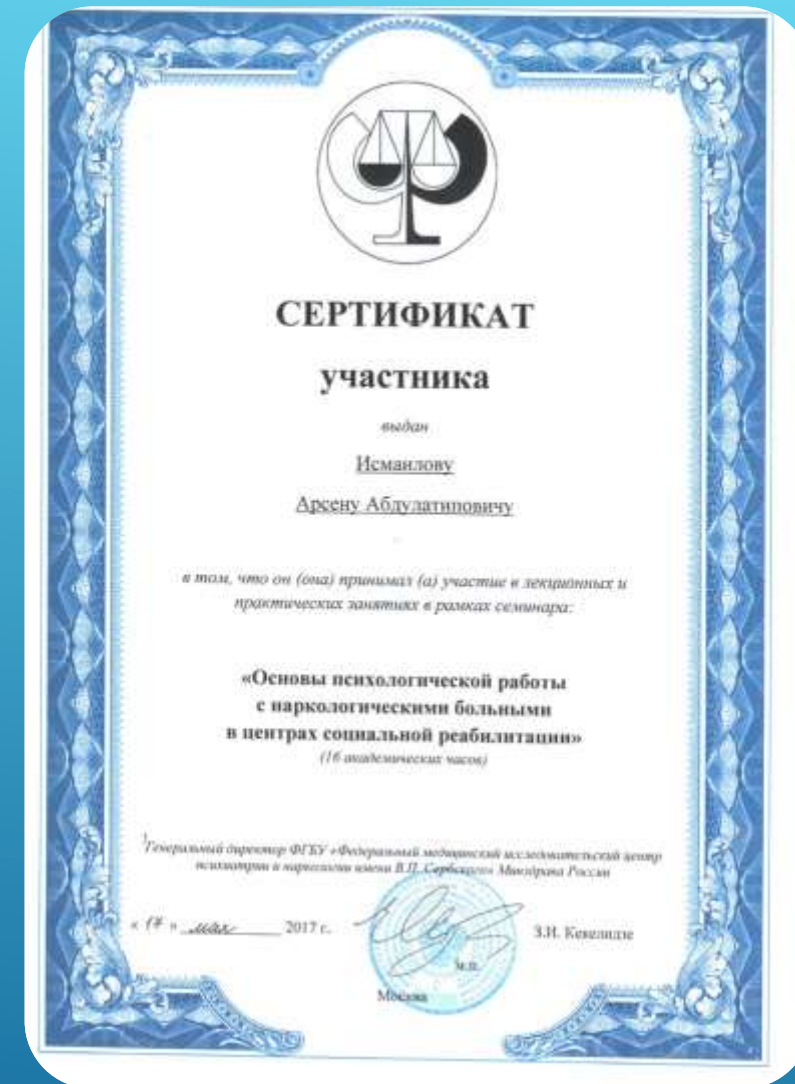 СЕРТИФИКАТ
участника
выдан
Исмаилову
Арсену Абдулатиповичу
в том, что он (она) принимал (а) участие в лекционных и
практических занятиях в рамках семинара:
«Основы психологической работы
с наркологическими больными
в центрах социальной реабилитации»
(16 академических часов)
Генеральный директор ФГБУ «Федеральный медицинский исследовательский центр
психиатрии и наркологии имени В.П. Сербского» Минздрава России
« 17 » мая 2017 г.
З.И. Кекелидзе
М.П.
Москва